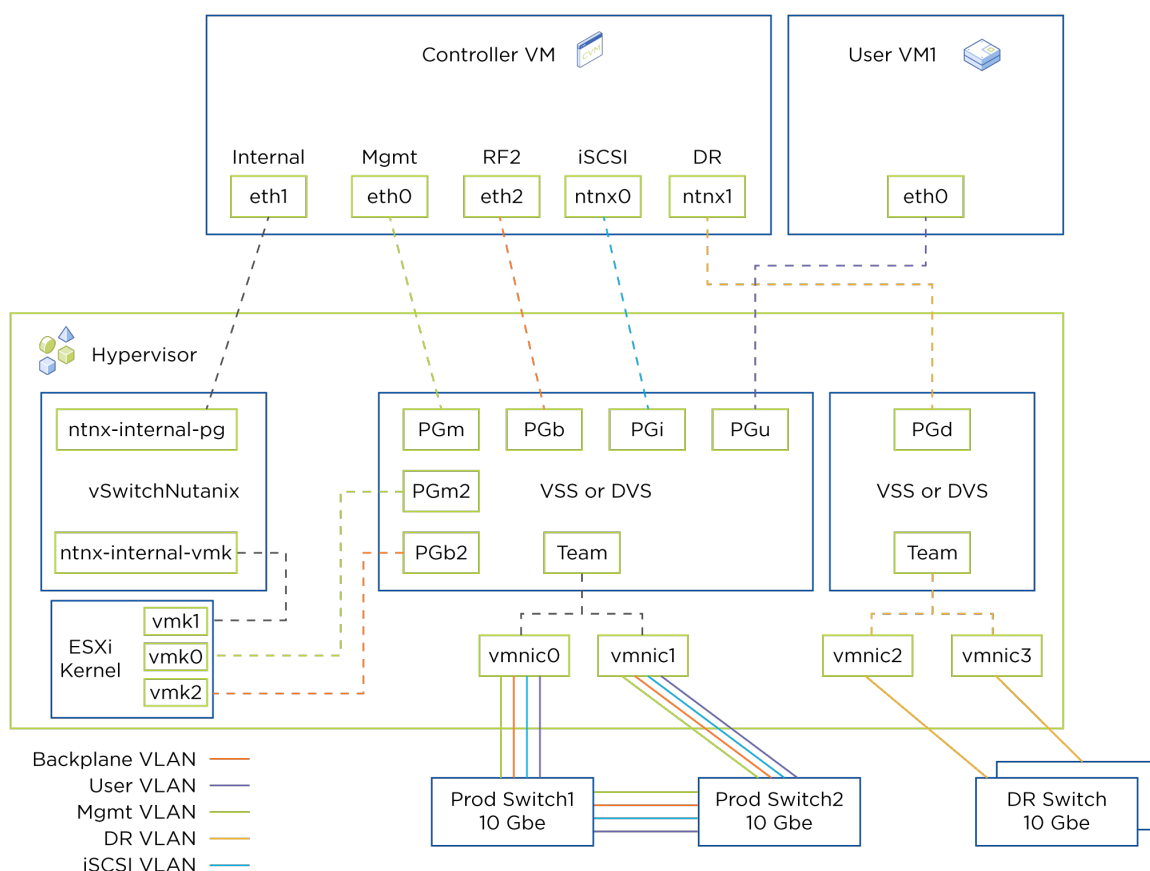 Controller VM
CVM
User VM1
Internal
Mgmt
RF2
iSCSI
DR
eth1
eth0
eth2
ntnx0
ntnx1
eth0
Hypervisor
ntnx-internal-pg
PGm
PGb
PGi
PGu
PGd
vSwitchNutanix
PGm2
VSS or DVS
VSS or DVS
ntnx-internal-vmk
PGb2
Team
Team
ESXi
Kernel
vmk1
vmk0
vmk2
vmnic0
vmnic1
vmnic2
vmnic3
Backplane VLAN
User VLAN
Mgmt VLAN
DR VLAN
iSCSI VLAN
Prod Switch1
10 Gbe
Prod Switch2
10 Gbe
DR Switch
10 Gbe